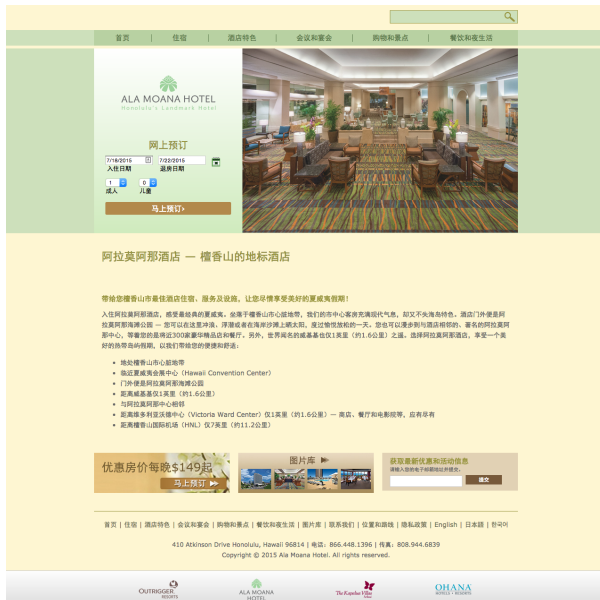 首页 | 住宿 | 酒店特色 | 会议和宴会 | 购物和景点 | 餐饮和夜生活
ALA MOANA HOTEL
Honolulu's Landmark Hotel
网上预订
7/18/2015 7/22/2015
入住日期 退房日期
1 0
成人 儿童
马上预订›
阿拉莫阿那酒店 — 檀香山的地标酒店
带给您檀香山市最佳酒店住宿、服务及设施，让您尽情享受美好的夏威夷假期！
入住阿拉莫阿那酒店，感受最经典的夏威夷。坐落于檀香山市心脏地带，我们的市中心客房充满现代气息，却又不失海岛特色。酒店门外便是阿
拉莫阿那海滩公园 — 您可以在这里冲浪、浮潜或者在海岸沙滩上晒太阳，度过愉悦放松的一天。您也可以漫步到与酒店相邻的、著名的阿拉莫阿
那中心，等着您的是将近300家豪华精品店和餐厅。另外，世界闻名的威基基也仅1英里（约1.6公里）之遥。选择阿拉莫阿那酒店，享受一个美
好的热带岛屿假期，以我们带给您的便捷和舒适：
• 地处檀香山市心脏地带
• 临近夏威夷会展中心（Hawaii Convention Center）
• 门外便是阿拉莫阿那海滩公园
• 距离威基基仅1英里（约1.6公里）
• 与阿拉莫阿那中心相邻
• 距离维多利亚沃德中心（Victoria Ward Center）仅1英里（约1.6公里）— 商店、餐厅和电影院等，应有尽有
• 距离檀香山国际机场（HNL）仅7英里（约11.2公里）
优惠房价每晚$149起
马上预订
图片库
获取最新优惠和活动信息
请输入您的电子邮箱地址并提交。
提交
首页 | 住宿 | 酒店特色 | 会议和宴会 | 购物和景点 | 餐饮和夜生活 | 图片库 | 联系我们 | 位置和路线 | 隐私政策 | English | 日本語 | 한국어
410 Atkinson Drive Honolulu, Hawaii 96814 | 电话：866.448.1396 | 传真：808.944.6839
Copyright © 2015 Ala Moana Hotel. All rights reserved.
OUTRIGGER RESORTS
ALA MOANA HOTEL
The Kapalua Villas
OHANA HOTELS + RESORTS